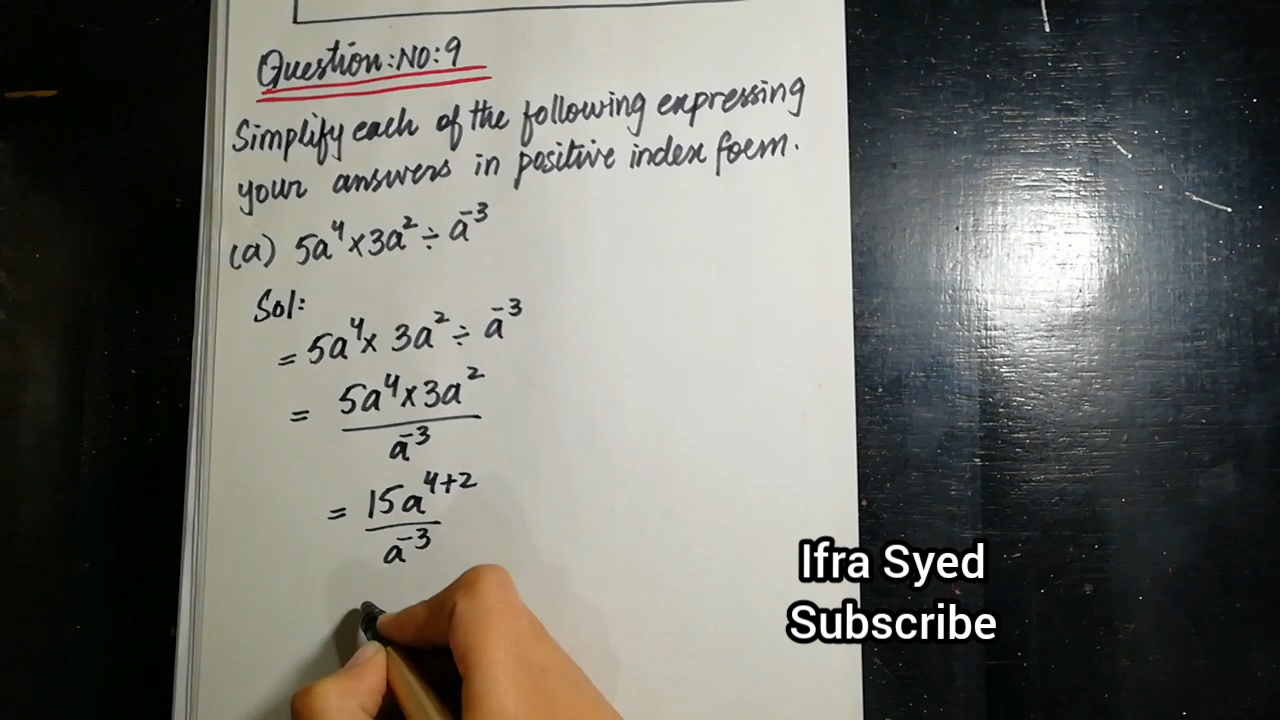 Question:NO:9
Simplify each of the following expressing
your answers in positive index foem.
(a) 5a⁴×3a²÷a⁻³
Sol:
= 5a⁴× 3a²÷ a⁻³
= 5a⁴×3a²
a⁻³
= 15a⁴⁺²
a⁻³
Ifra Syed
Subscribe